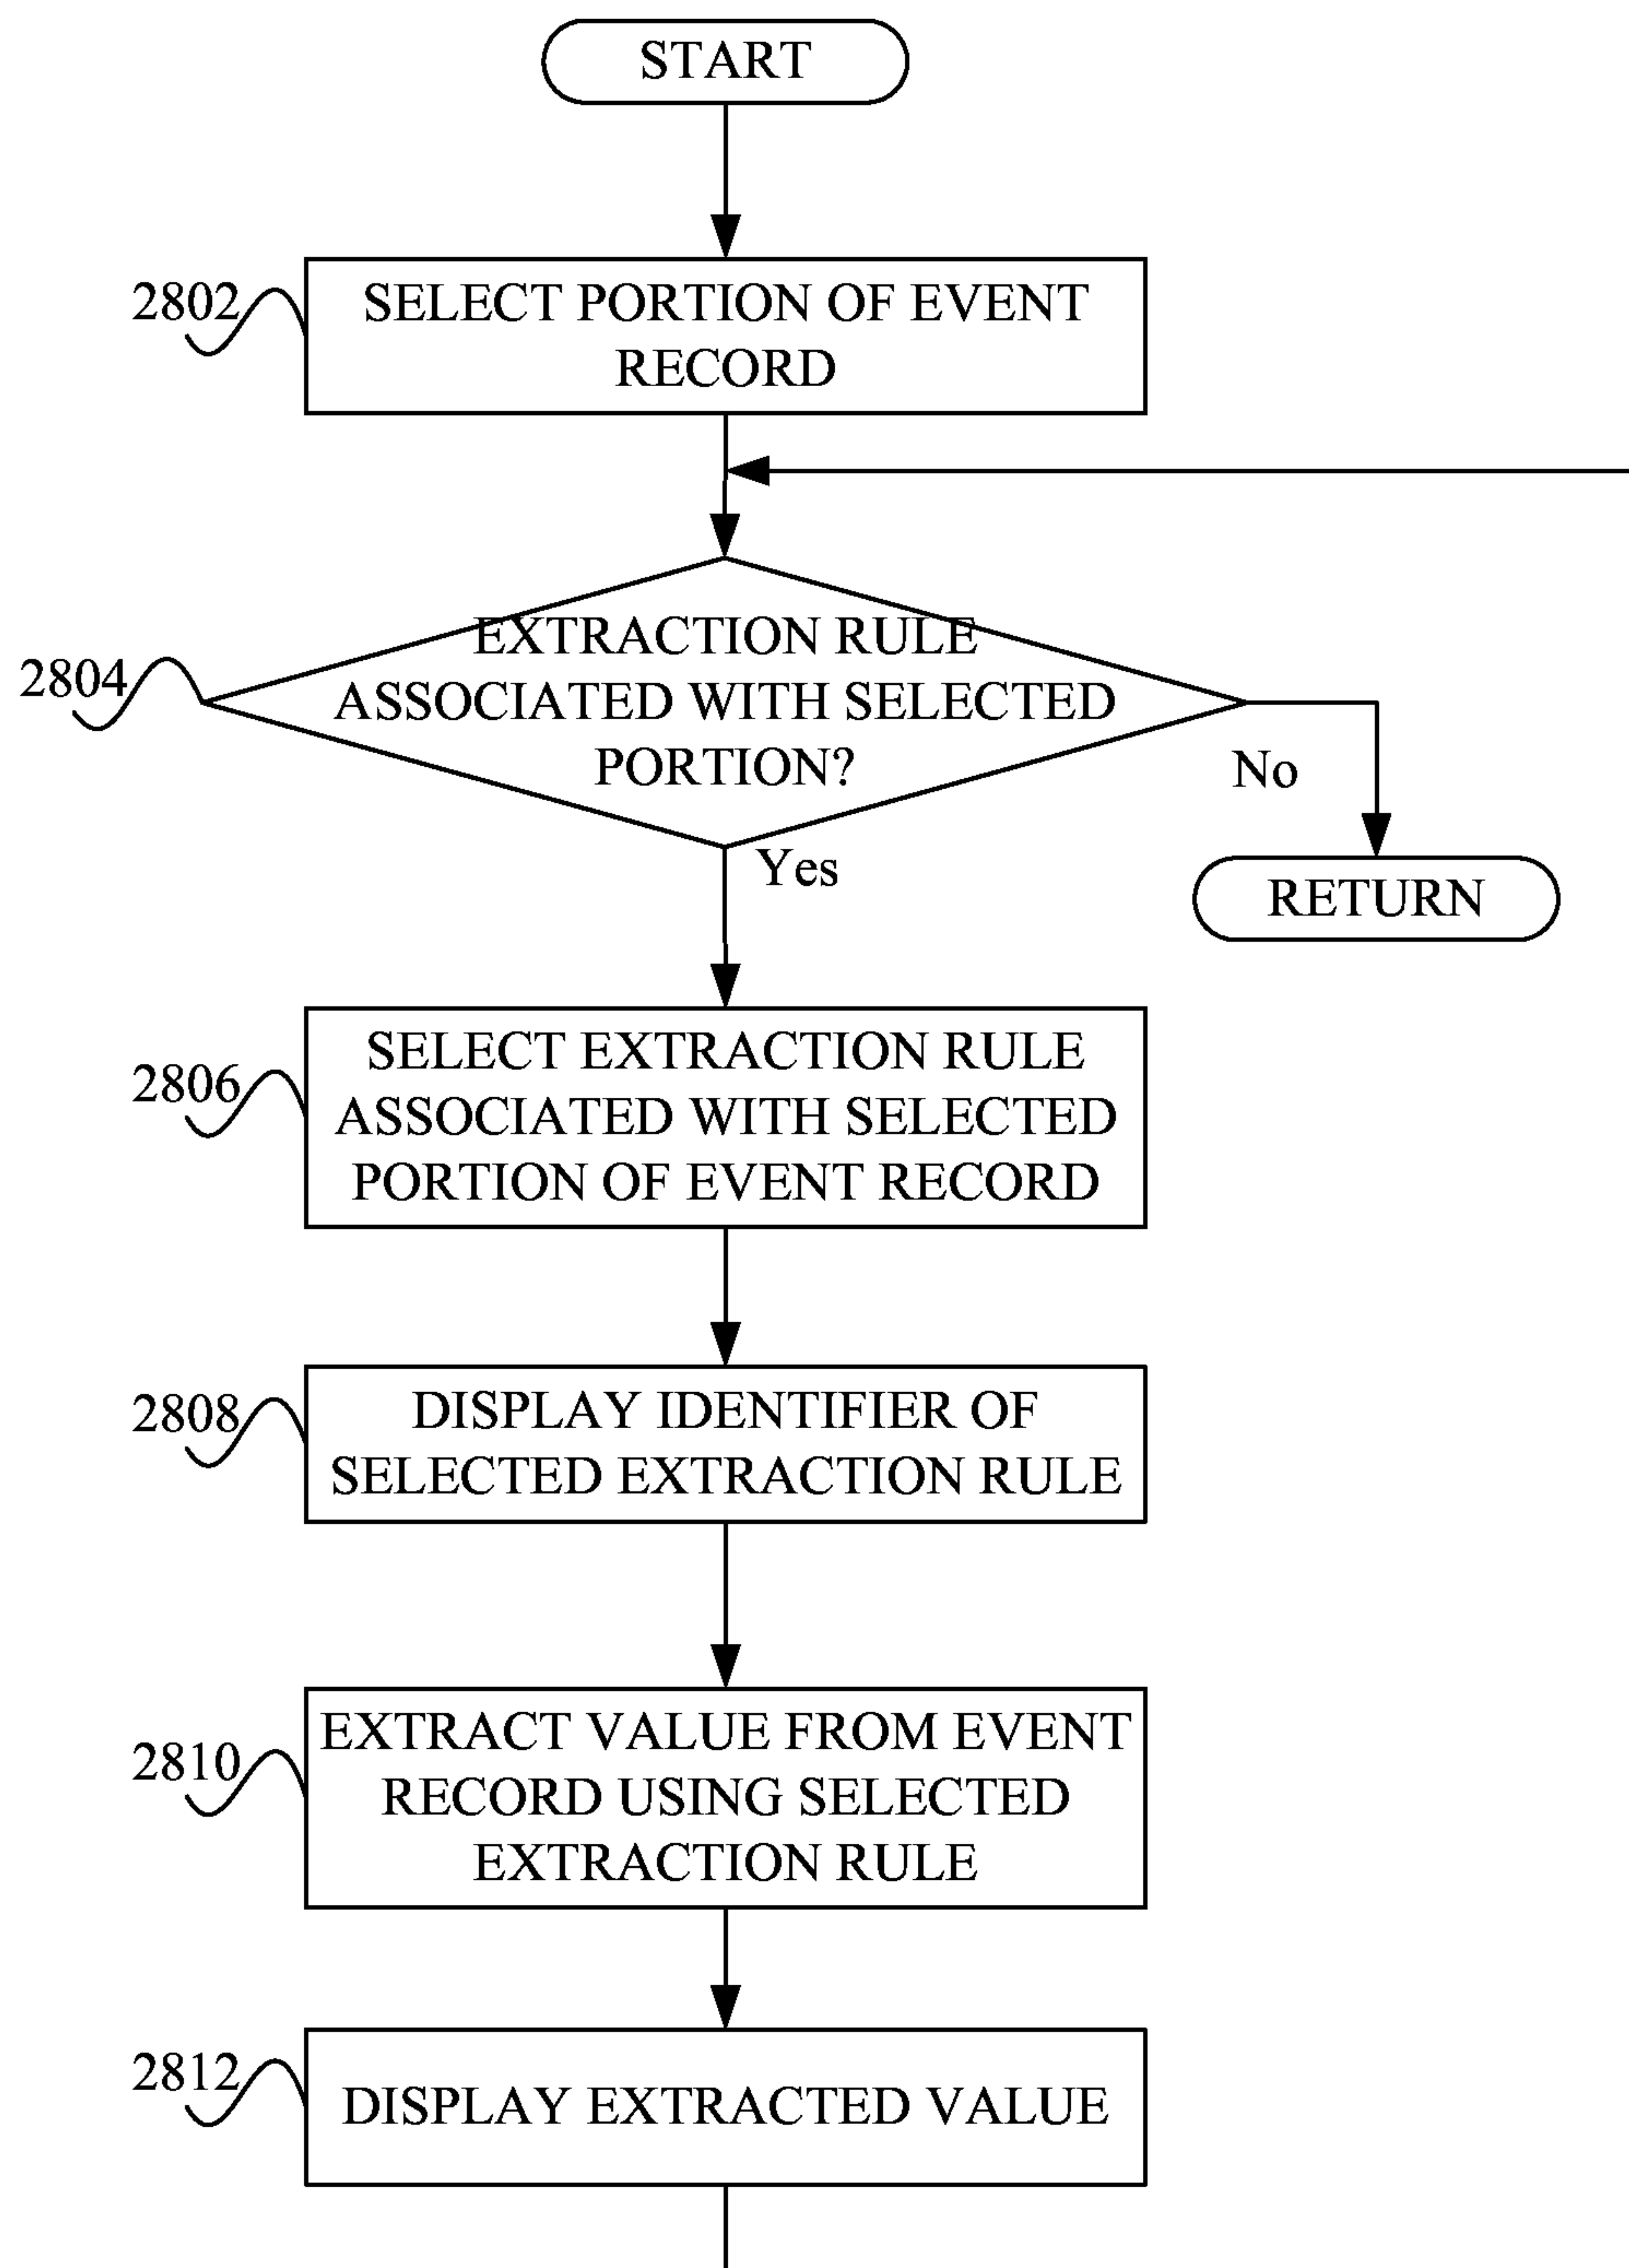 START
2802
SELECT PORTION OF EVENT
RECORD
2804
EXTRACTION RULE
ASSOCIATED WITH SELECTED
PORTION?
No
Yes
RETURN
2806
SELECT EXTRACTION RULE
ASSOCIATED WITH SELECTED
PORTION OF EVENT RECORD
2808
DISPLAY IDENTIFIER OF
SELECTED EXTRACTION RULE
2810
EXTRACT VALUE FROM EVENT
RECORD USING SELECTED
EXTRACTION RULE
2812
DISPLAY EXTRACTED VALUE